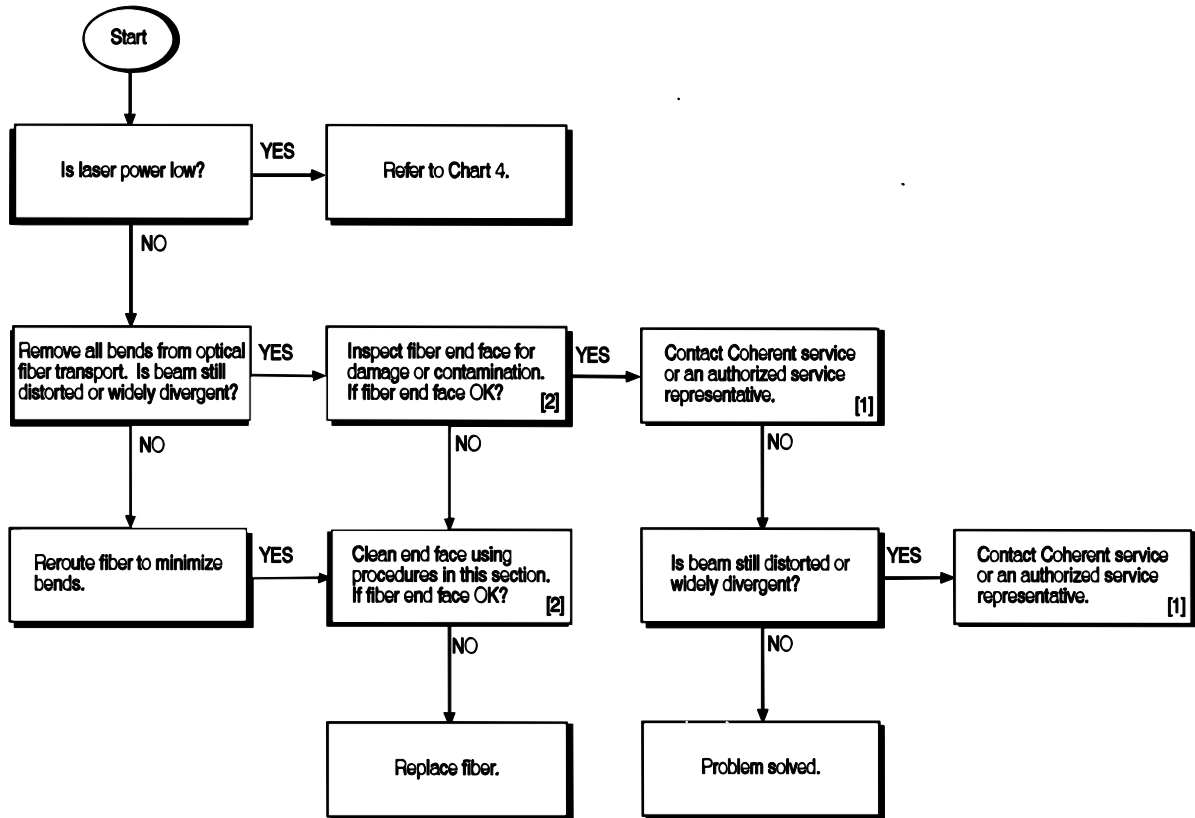 Start
Is laser power low?
YES
Refer to Chart 4.
NO
Remove all bends from optical
fiber transport. Is beam still
distorted or widely divergent?
YES
Inspect fiber end face for
damage or contamination.
If fiber end face OK?
[2]
YES
Contact Coherent service
or an authorized service
representative.
[1]
NO
NO
NO
Reroute fiber to minimize
bends.
YES
Clean end face using
procedures in this section.
If fiber end face OK?
[2]
Is beam still distorted or
widely divergent?
YES
Contact Coherent service
or an authorized service
representative.
[1]
NO
NO
Replace fiber.
Problem solved.